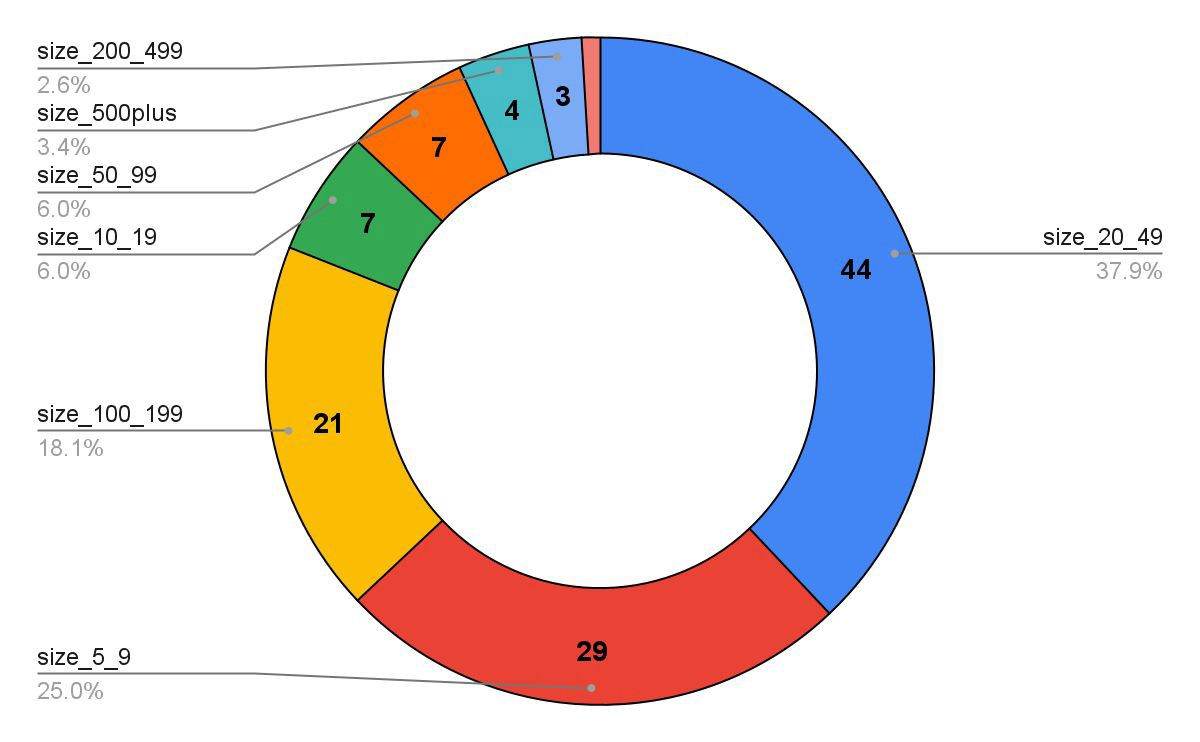 size_200_499
2.6%
size_500plus
3.4%
size_50_99
6.0%
size_10_19
6.0%
size_100_199
18.1%
size_5_9
25.0%
3
4
7
7
21
29
44
size_20_49
37.9%